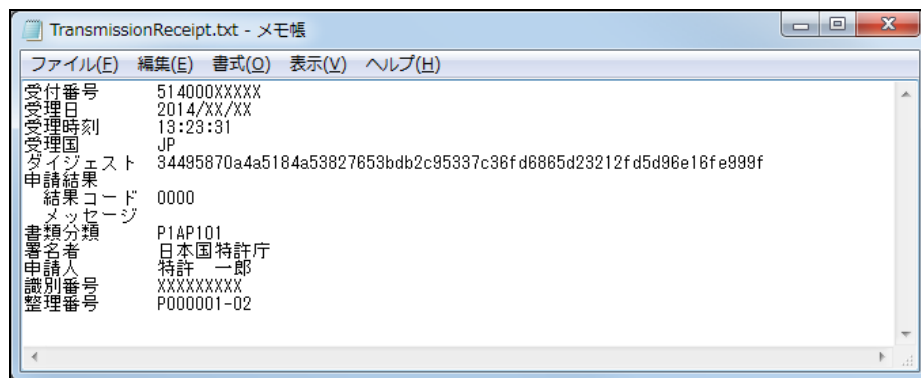 TransmissionReceipt.txt - メモ帳
ファイル(F) 編集(E) 書式(O) 表示(V) ヘルプ(H)
受付番号 514000XXXXX
受理日 2014/XX/XX
受理時刻 13:23:31
受理国 JP
ダイジェスト 34495870a4a5184a53827653bdb2c95337c36fd6865d23212fd5d96e16fe999f
申請結果
結果コード 0000
メッセージ
書類分類 P1AP101
署名者 日本国特許庁
申請人 特許 一郎
識別番号 XXXXXXXXX
整理番号 P000001-02